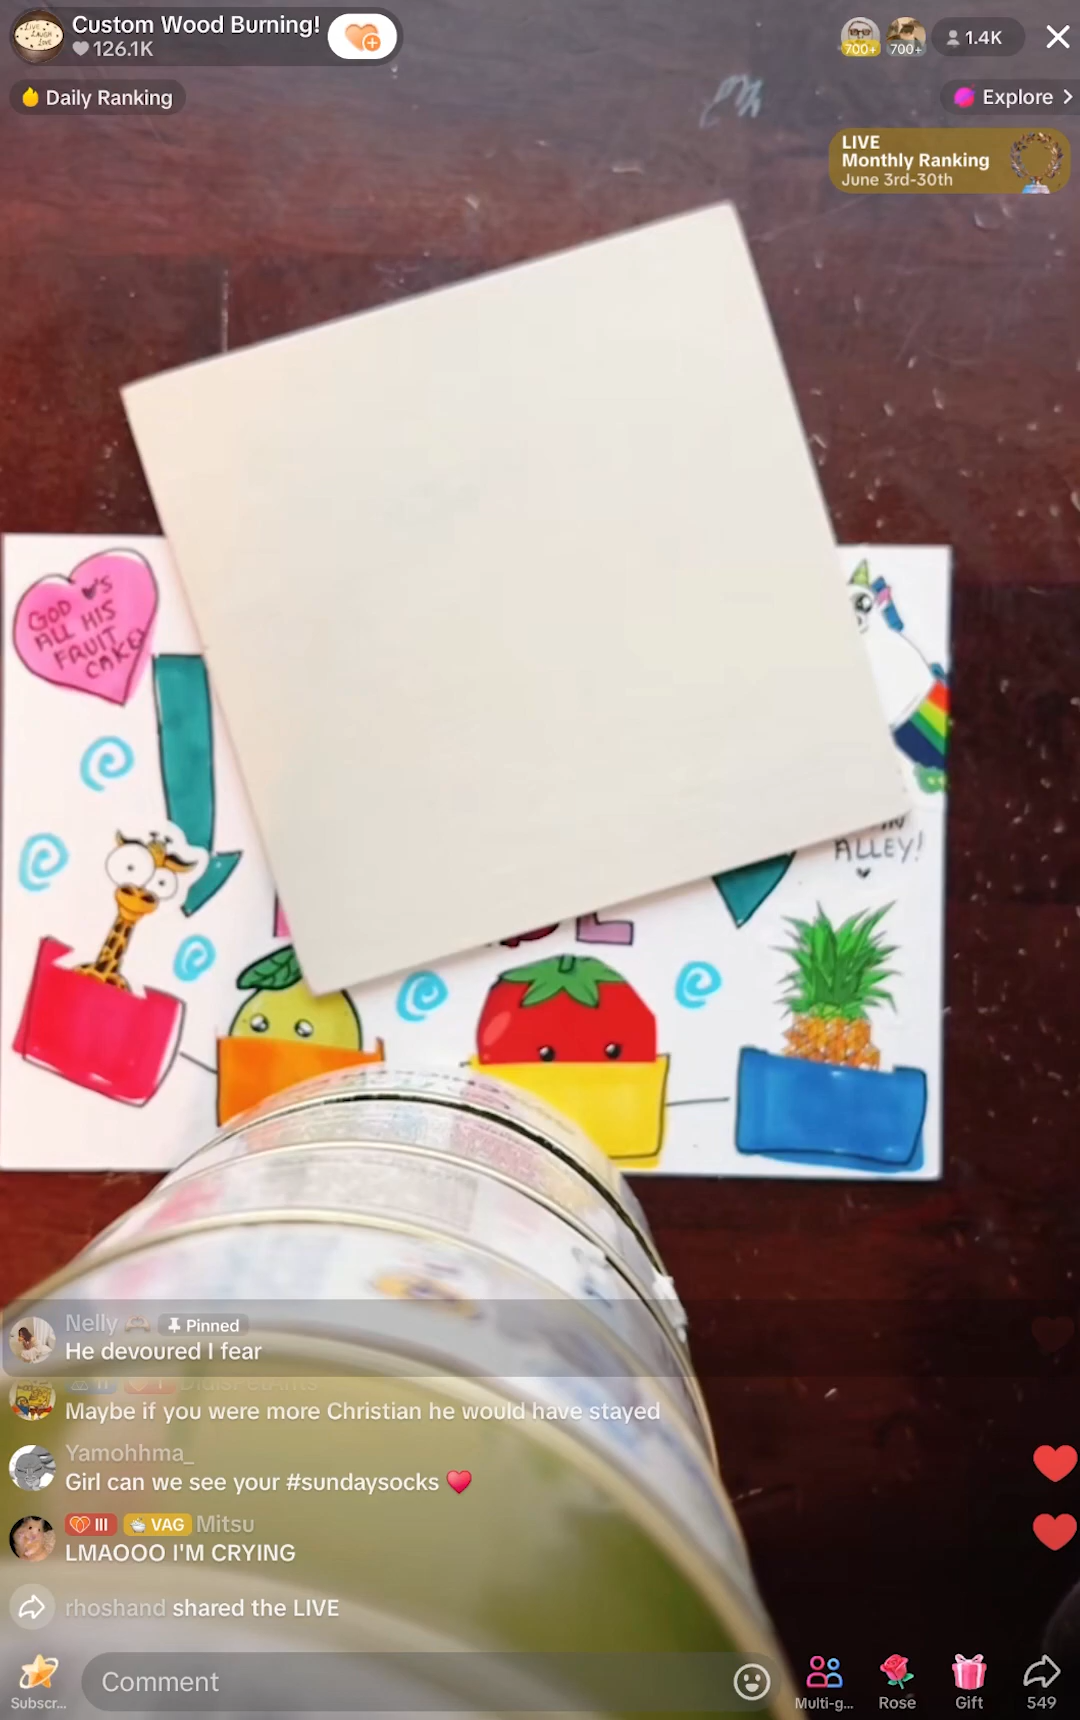 Custom Wood Burning!
126.1K
700+
700+
1.4K
Daily Ranking
Explore
LIVE
Monthly Ranking
June 3rd-30th
GOD ♥'S
ALL HIS
FRUIT
CAKES
ALLEY!
Nelly
Pinned
He devoured I fear
Maybe if you were more Christian he would have stayed
Yamohhma_
Girl can we see your #sundaysocks ❤️
III VAG Mitsu
LMAOOO I'M CRYING
rhoshand shared the LIVE
Subscr...
Comment
Multi-g...
Rose
Gift
549